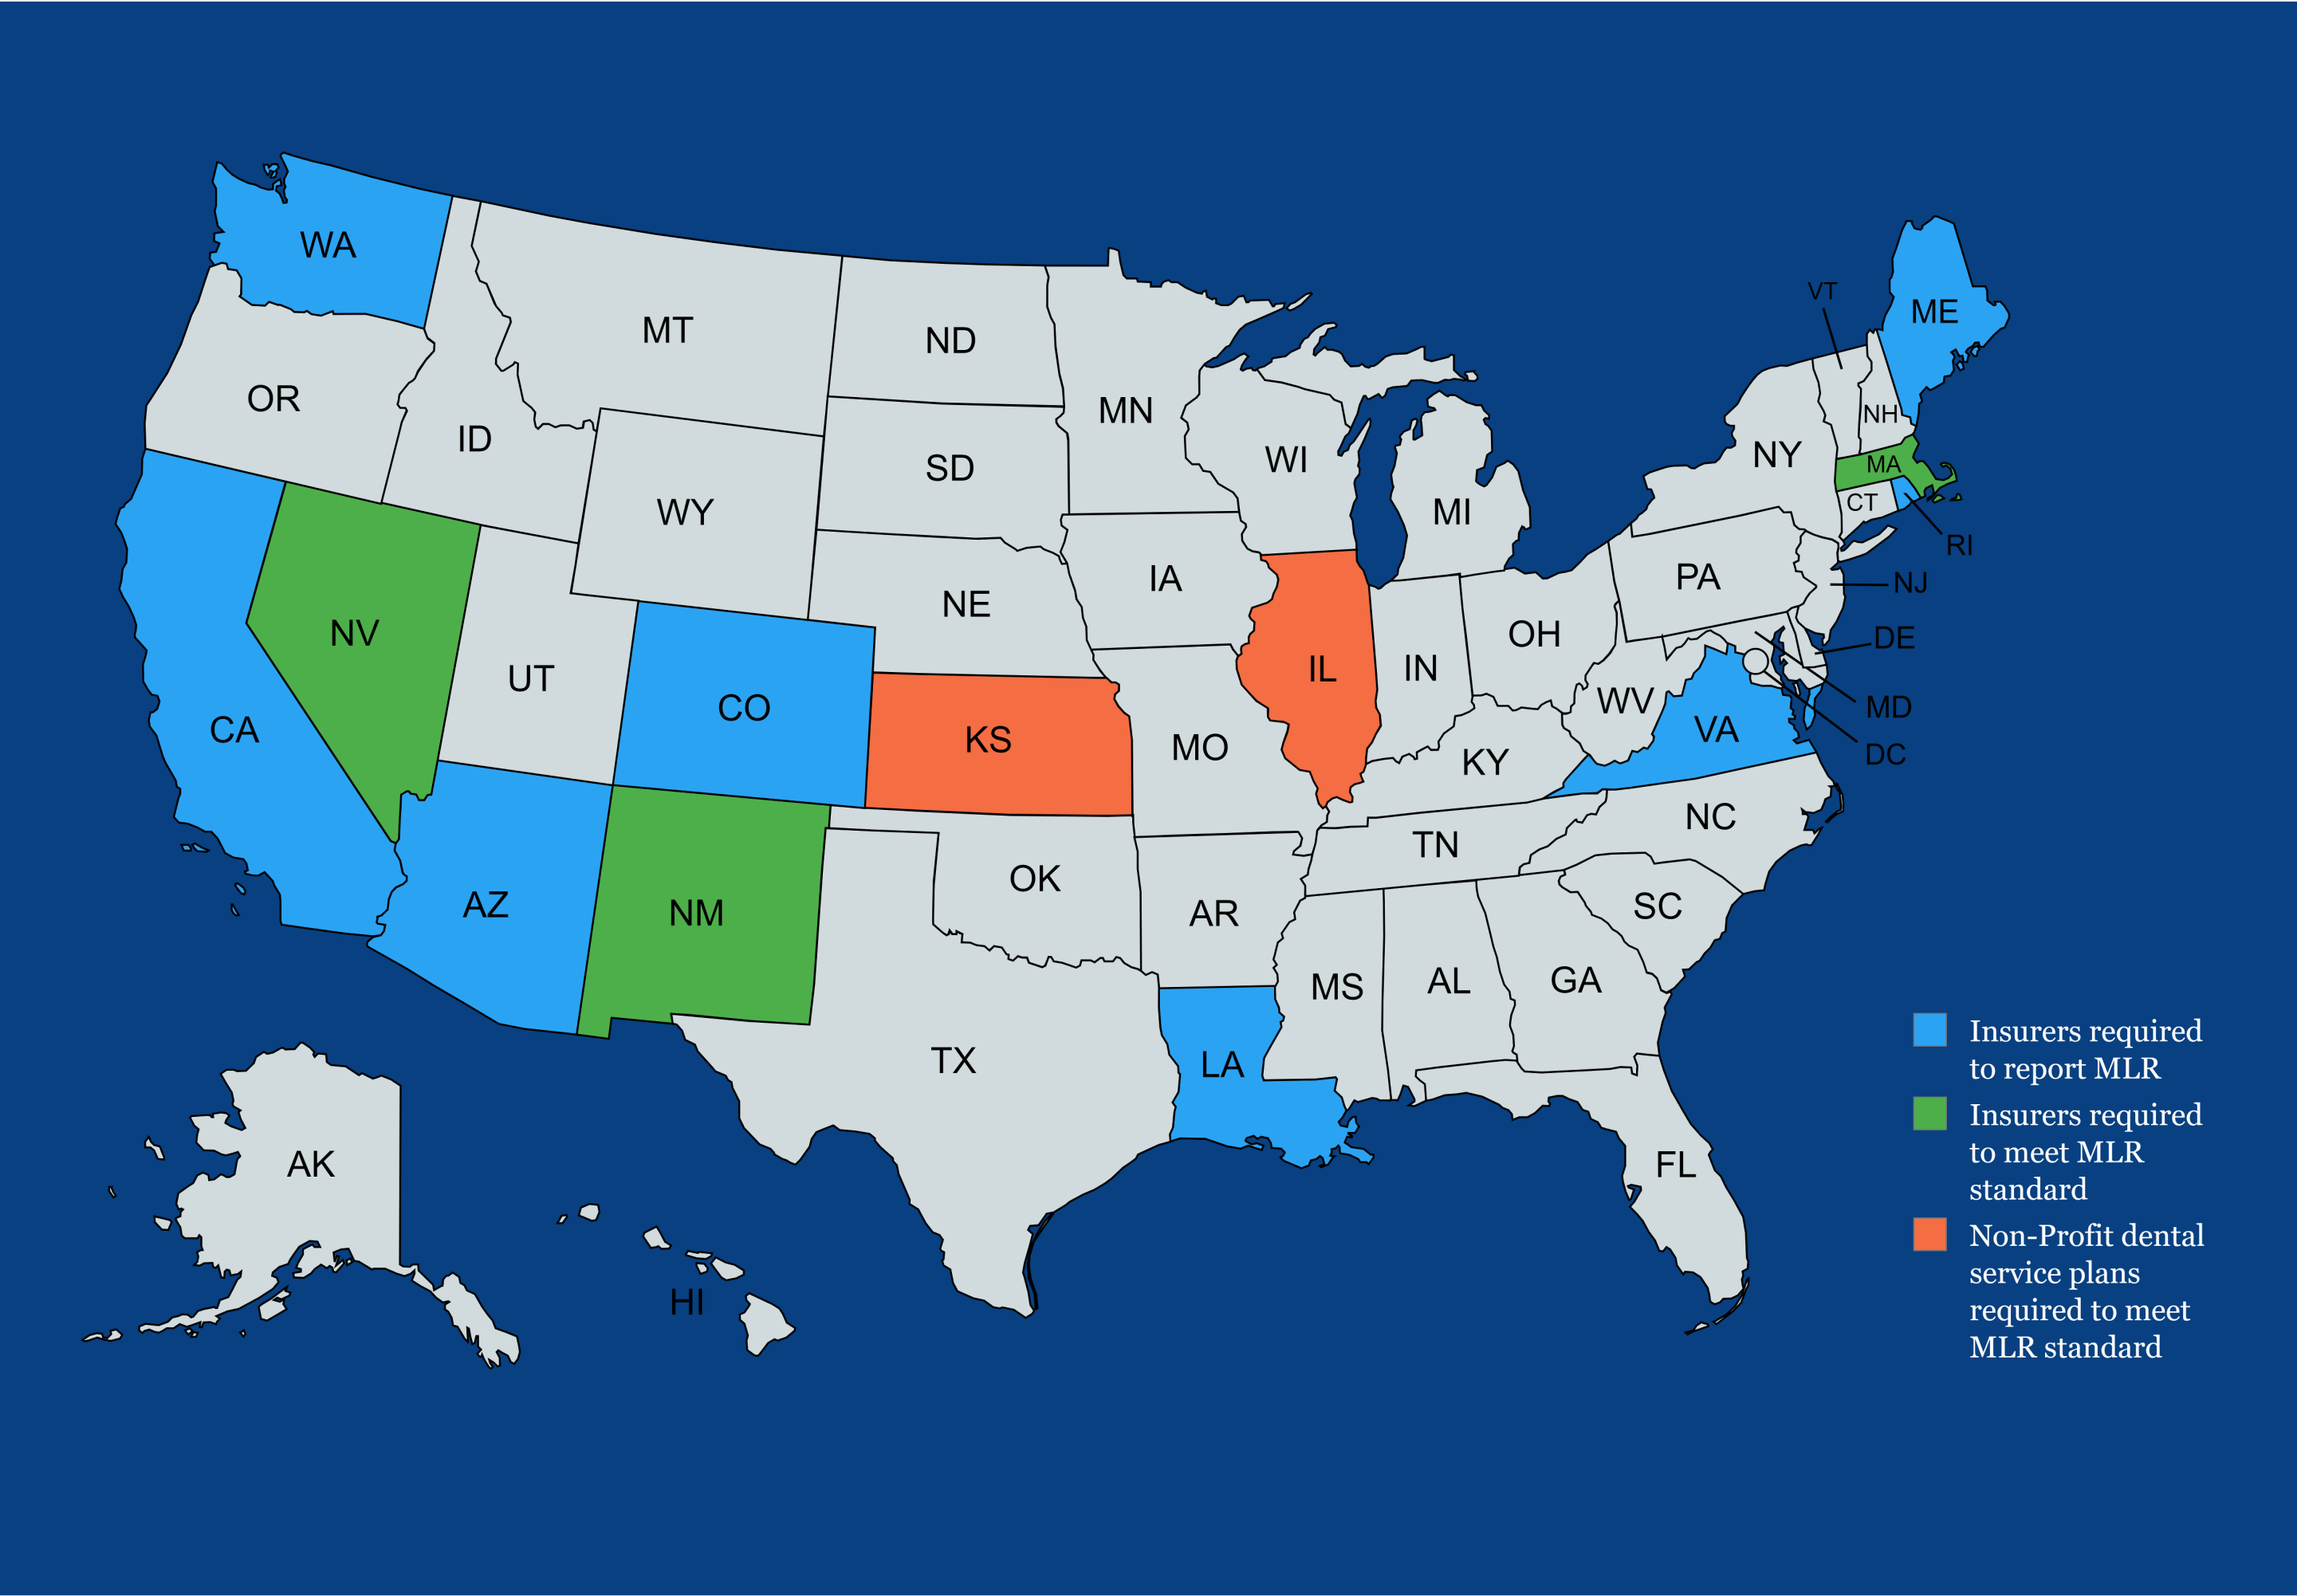 WA
MT
ND
MN
VT
ME
OR
ID
SD
WI
NH
NY
MA
WY
MI
CT
RI
IA
PA
NJ
NE
NV
OH
DE
UT
IL
IN
CO
KS
WV
MD
CA
MO
VA
KY
DC
NC
TN
OK
AZ
NM
AR
SC
MS
AL
GA
TX
LA
AK
FL
HI
Insurers required
to report MLR
Insurers required
to meet MLR
standard
Non-Profit dental
service plans
required to meet
MLR standard